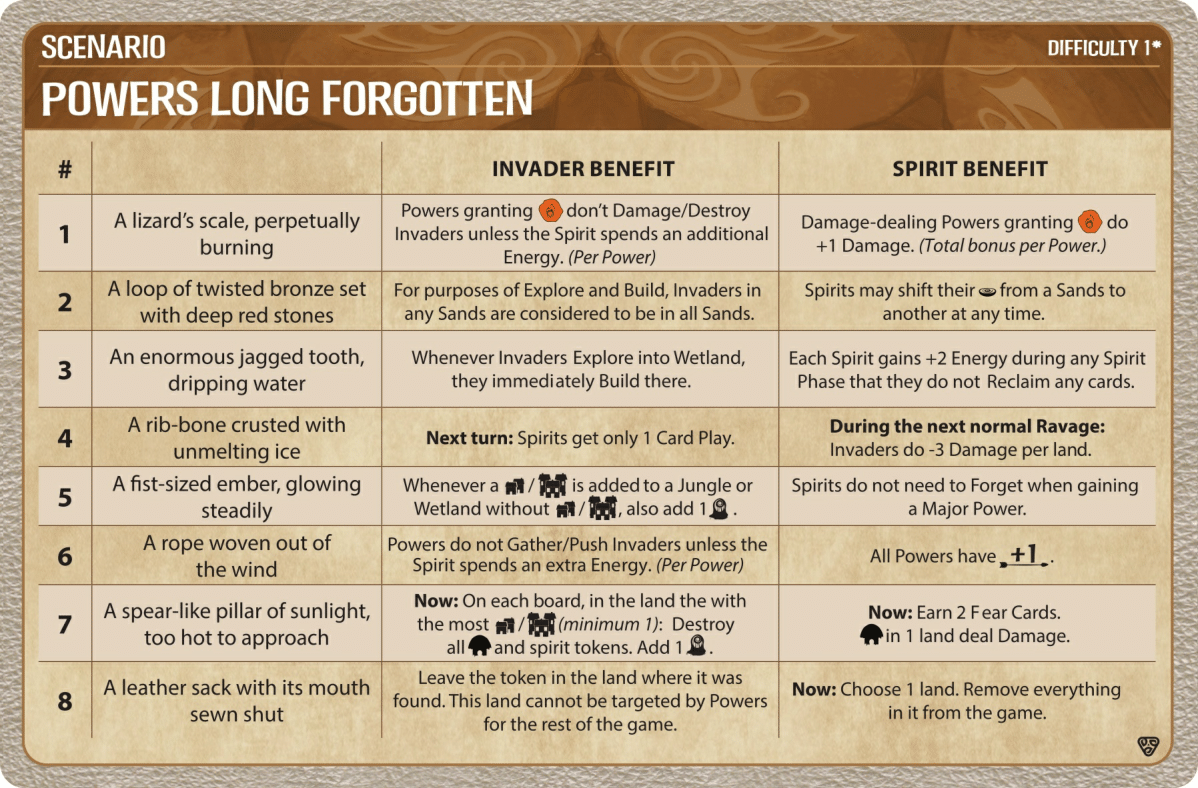 SCENARIO
DIFFICULTY 1*
POWERS LONG FORGOTTEN
#
INVADER BENEFIT
SPIRIT BENEFIT
1
A lizard's scale, perpetually
burning
Powers granting don't Damage/Destroy
Invaders unless the Spirit spends an additional
Energy. (Per Power)
Damage-dealing Powers granting do
+1 Damage. (Total bonus per Power.)
2
A loop of twisted bronze set
with deep red stones
For purposes of Explore and Build, Invaders in
any Sands are considered to be in all Sands.
Spirits may shift their from a Sands to
another at any time.
3
An enormous jagged tooth,
dripping water
Whenever Invaders Explore into Wetland,
they immediately Build there.
Each Spirit gains +2 Energy during any Spirit
Phase that they do not Reclaim any cards.
4
A rib-bone crusted with
unmelting ice
Next turn: Spirits get only 1 Card Play.
During the next normal Ravage:
Invaders do -3 Damage per land.
5
A fist-sized ember, glowing
steadily
Whenever a / is added to a Jungle or
Wetland without / , also add 1 .
Spirits do not need to Forget when gaining
a Major Power.
6
A rope woven out of
the wind
Powers do not Gather/Push Invaders unless the
Spirit spends an extra Energy. (Per Power)
All Powers have +1 .
7
A spear-like pillar of sunlight,
too hot to approach
Now: On each board, in the land the with
the most / (minimum 1): Destroy
all and spirit tokens. Add 1 .
Now: Earn 2 Fear Cards.
in 1 land deal Damage.
8
A leather sack with its mouth
sewn shut
Leave the token in the land where it was
found. This land cannot be targeted by Powers
for the rest of the game.
Now: Choose 1 land. Remove everything
in it from the game.